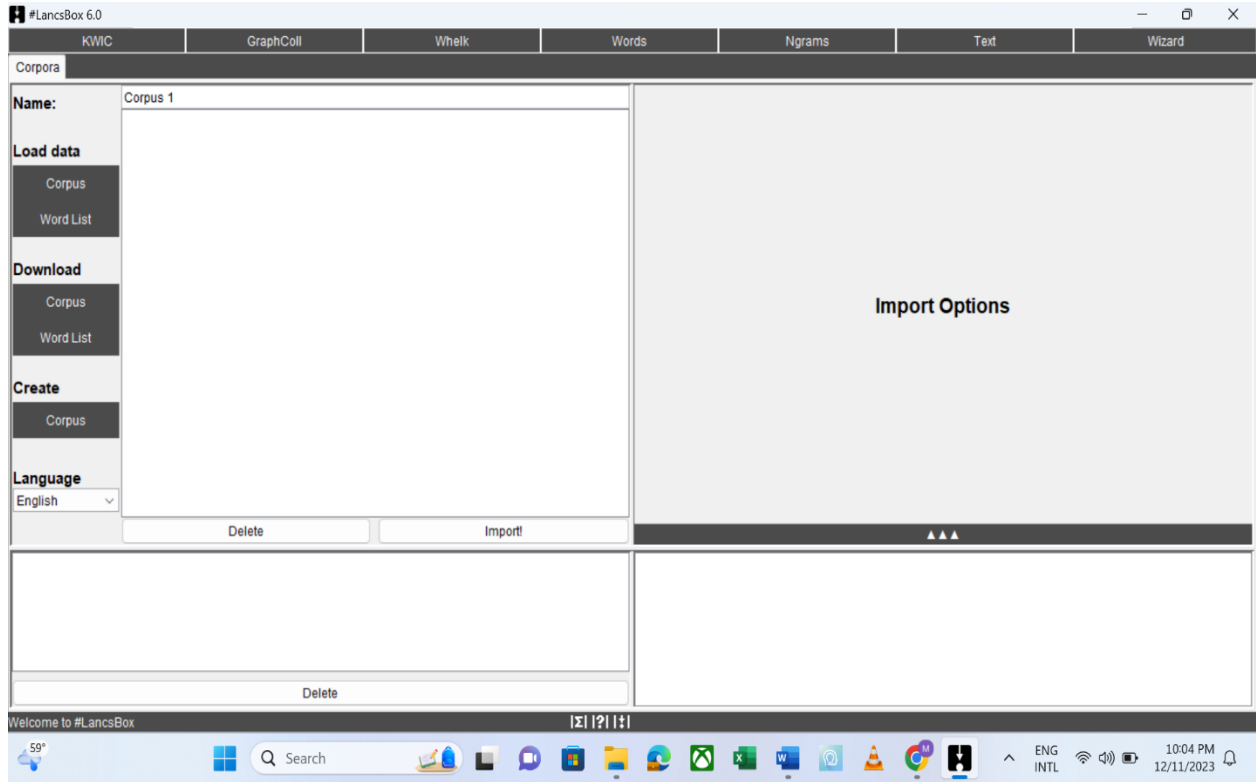 #LancsBox 6.0
KWIC GraphColl Whelk Words Ngrams Text Wizard
Corpora
Name: Corpus 1
Load data
Corpus
Word List
Download
Corpus
Word List
Import Options
Create
Corpus
Language
English
Delete Import!
▲▲▲
Delete
Welcome to #LancsBox |Σ| |?| |‡|
59°
Search
ENG
INTL
10:04 PM
12/11/2023